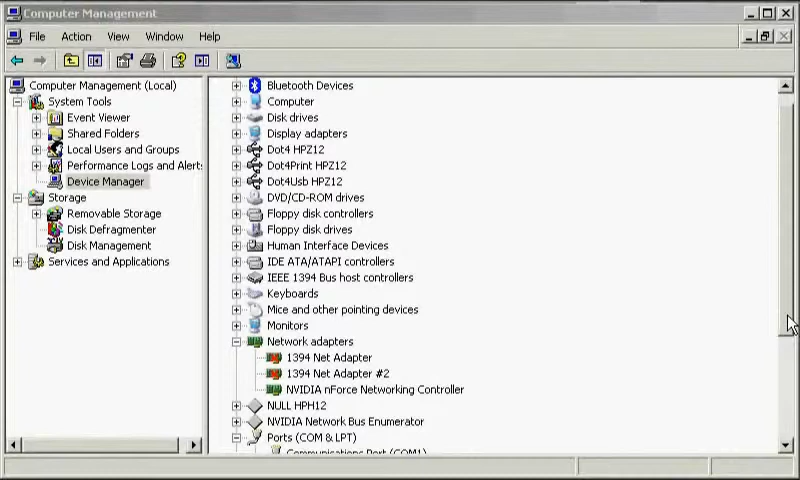 Computer Management
File Action View Window Help
Computer Management (Local)
System Tools
Event Viewer
Shared Folders
Local Users and Groups
Performance Logs and Alerts
Device Manager
Storage
Removable Storage
Disk Defragmenter
Disk Management
Services and Applications
Bluetooth Devices
Computer
Disk drives
Display adapters
Dot4 HPZ12
Dot4Print HPZ12
Dot4Usb HPZ12
DVD/CD-ROM drives
Floppy disk controllers
Floppy disk drives
Human Interface Devices
IDE ATA/ATAPI controllers
IEEE 1394 Bus host controllers
Keyboards
Mice and other pointing devices
Monitors
Network adapters
1394 Net Adapter
1394 Net Adapter #2
NVIDIA nForce Networking Controller
NULL HPH12
NVIDIA Network Bus Enumerator
Ports (COM & LPT)
Communications Port (COM1)